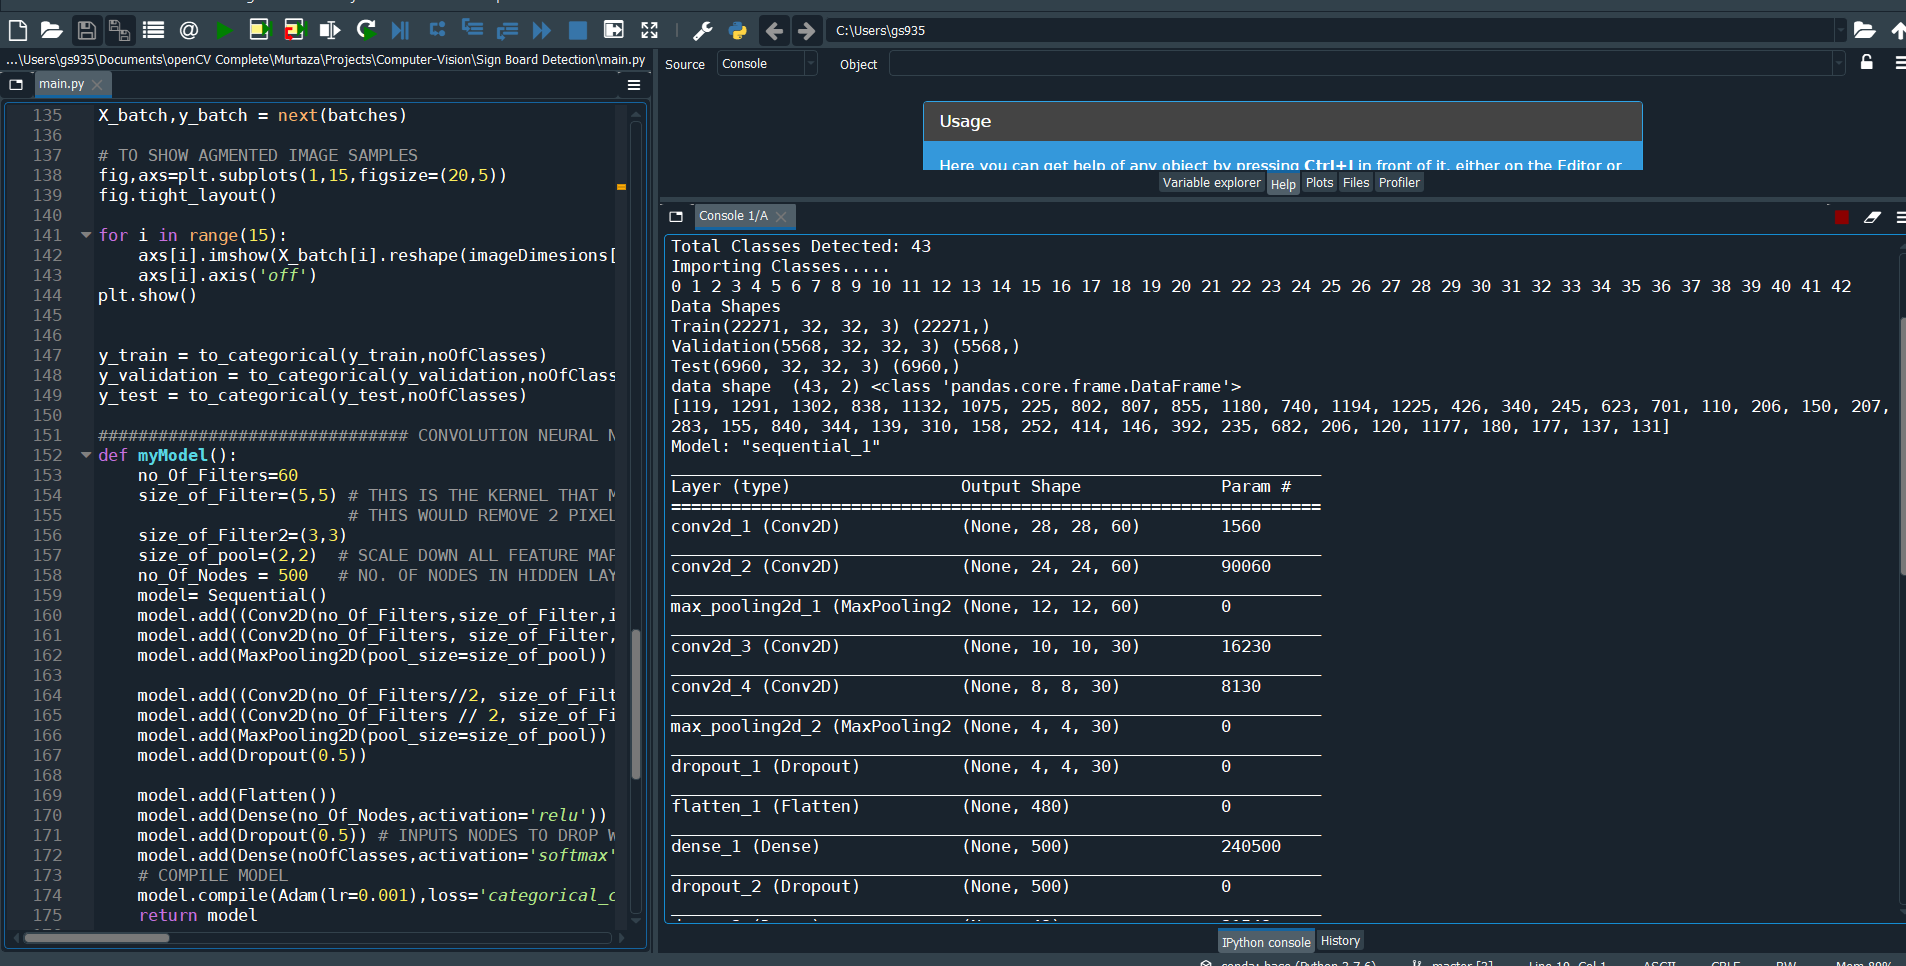 C:\Users\gs935
...\Users\gs935\Documents\openCV Complete\Murtaza\Projects\Computer-Vision\Sign Board Detection\main.py
main.py
135 X_batch,y_batch = next(batches)
136
137 # TO SHOW AGMENTED IMAGE SAMPLES
138 fig,axs=plt.subplots(1,15,figsize=(20,5))
139 fig.tight_layout()
140
141 for i in range(15):
142 axs[i].imshow(X_batch[i].reshape(imageDimesions[
143 axs[i].axis('off')
144 plt.show()
145
146
147 y_train = to_categorical(y_train,noOfClasses)
148 y_validation = to_categorical(y_validation,noOfClass
149 y_test = to_categorical(y_test,noOfClasses)
150
151 ############################### CONVOLUTION NEURAL N
152 def myModel():
153 no_Of_Filters=60
154 size_of_Filter=(5,5) # THIS IS THE KERNEL THAT M
155 # THIS WOULD REMOVE 2 PIXEL
156 size_of_Filter2=(3,3)
157 size_of_pool=(2,2) # SCALE DOWN ALL FEATURE MAP
158 no_Of_Nodes = 500 # NO. OF NODES IN HIDDEN LAY
159 model= Sequential()
160 model.add((Conv2D(no_Of_Filters,size_of_Filter,i
161 model.add((Conv2D(no_Of_Filters, size_of_Filter,
162 model.add(MaxPooling2D(pool_size=size_of_pool))
163
164 model.add((Conv2D(no_Of_Filters//2, size_of_Filt
165 model.add((Conv2D(no_Of_Filters // 2, size_of_Fi
166 model.add(MaxPooling2D(pool_size=size_of_pool))
167 model.add(Dropout(0.5))
168
169 model.add(Flatten())
170 model.add(Dense(no_Of_Nodes,activation='relu'))
171 model.add(Dropout(0.5)) # INPUTS NODES TO DROP W
172 model.add(Dense(noOfClasses,activation='softmax'
173 # COMPILE MODEL
174 model.compile(Adam(lr=0.001),loss='categorical_c
175 return model
Source Console Object
Usage
Here you can get help of any object by pressing Ctrl+I in front of it, either on the Editor or
Variable explorer Help Plots Files Profiler
Console 1/A
Total Classes Detected: 43
Importing Classes.....
0 1 2 3 4 5 6 7 8 9 10 11 12 13 14 15 16 17 18 19 20 21 22 23 24 25 26 27 28 29 30 31 32 33 34 35 36 37 38 39 40 41 42
Data Shapes
Train(22271, 32, 32, 3) (22271,)
Validation(5568, 32, 32, 3) (5568,)
Test(6960, 32, 32, 3) (6960,)
data shape (43, 2) <class 'pandas.core.frame.DataFrame'>
[119, 1291, 1302, 838, 1132, 1075, 225, 802, 807, 855, 1180, 740, 1194, 1225, 426, 340, 245, 623, 701, 110, 206, 150, 207,
283, 155, 840, 344, 139, 310, 158, 252, 414, 146, 392, 235, 682, 206, 120, 1177, 180, 177, 137, 131]
Model: "sequential_1"
Layer (type) Output Shape Param #
=================================================================
conv2d_1 (Conv2D) (None, 28, 28, 60) 1560
conv2d_2 (Conv2D) (None, 24, 24, 60) 90060
max_pooling2d_1 (MaxPooling2 (None, 12, 12, 60) 0
conv2d_3 (Conv2D) (None, 10, 10, 30) 16230
conv2d_4 (Conv2D) (None, 8, 8, 30) 8130
max_pooling2d_2 (MaxPooling2 (None, 4, 4, 30) 0
dropout_1 (Dropout) (None, 4, 4, 30) 0
flatten_1 (Flatten) (None, 480) 0
dense_1 (Dense) (None, 500) 240500
dropout_2 (Dropout) (None, 500) 0
IPython console History
conda: base (Python 3.7.6) master [2] Line 19, Col 1 ASCII CRLF RW Mem 89%